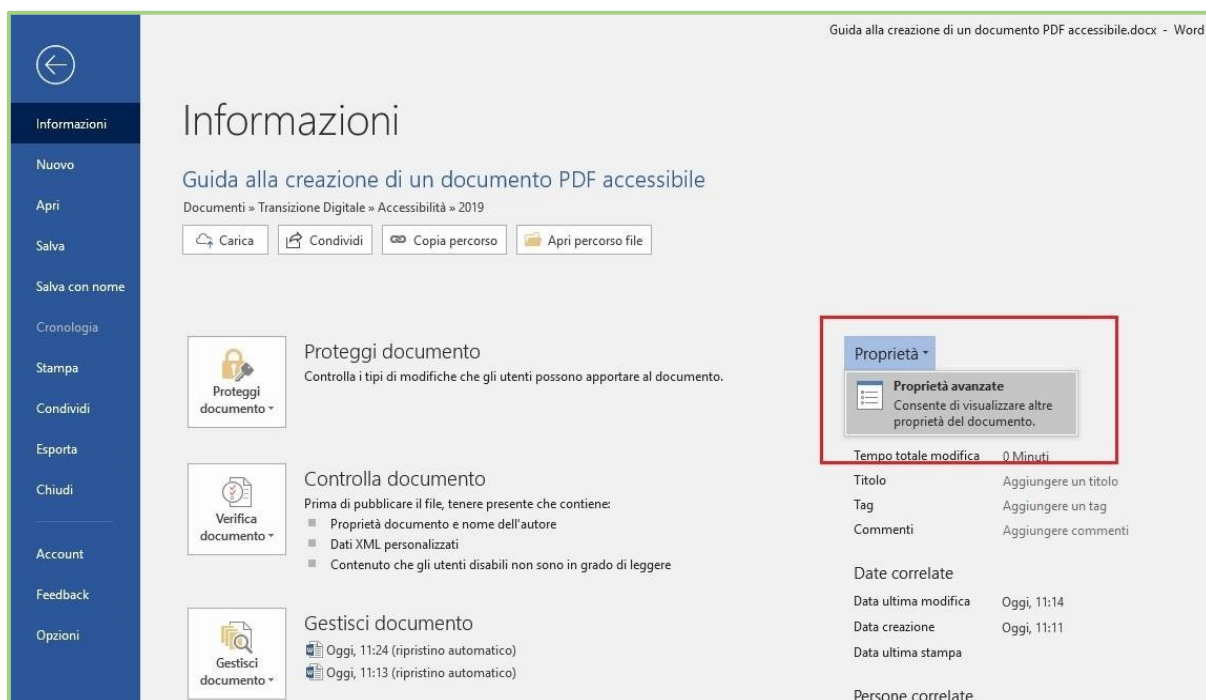 Guida alla creazione di un documento PDF accessibile.docx - Word
Informazioni
Nuovo
Apri
Salva
Salva con nome
Cronologia
Stampa
Condividi
Esporta
Chiudi
Account
Feedback
Opzioni
Informazioni
Guida alla creazione di un documento PDF accessibile
Documenti » Transizione Digitale » Accessibilità » 2019
Carica
Condividi
Copia percorso
Apri percorso file
Proteggi
documento
Proteggi documento
Controlla i tipi di modifiche che gli utenti possono apportare al documento.
Verifica
documento
Controlla documento
Prima di pubblicare il file, tenere presente che contiene:
Proprietà documento e nome dell'autore
Dati XML personalizzati
Contenuto che gli utenti disabili non sono in grado di leggere
Gestisci
documento
Gestisci documento
Oggi, 11:24 (ripristino automatico)
Oggi, 11:13 (ripristino automatico)
Proprietà
Proprietà avanzate
Consente di visualizzare altre
proprietà del documento.
Tempo totale modifica 0 Minuti
Titolo Aggiungere un titolo
Tag Aggiungere un tag
Commenti Aggiungere commenti
Date correlate
Data ultima modifica Oggi, 11:14
Data creazione Oggi, 11:11
Data ultima stampa
Persone correlate